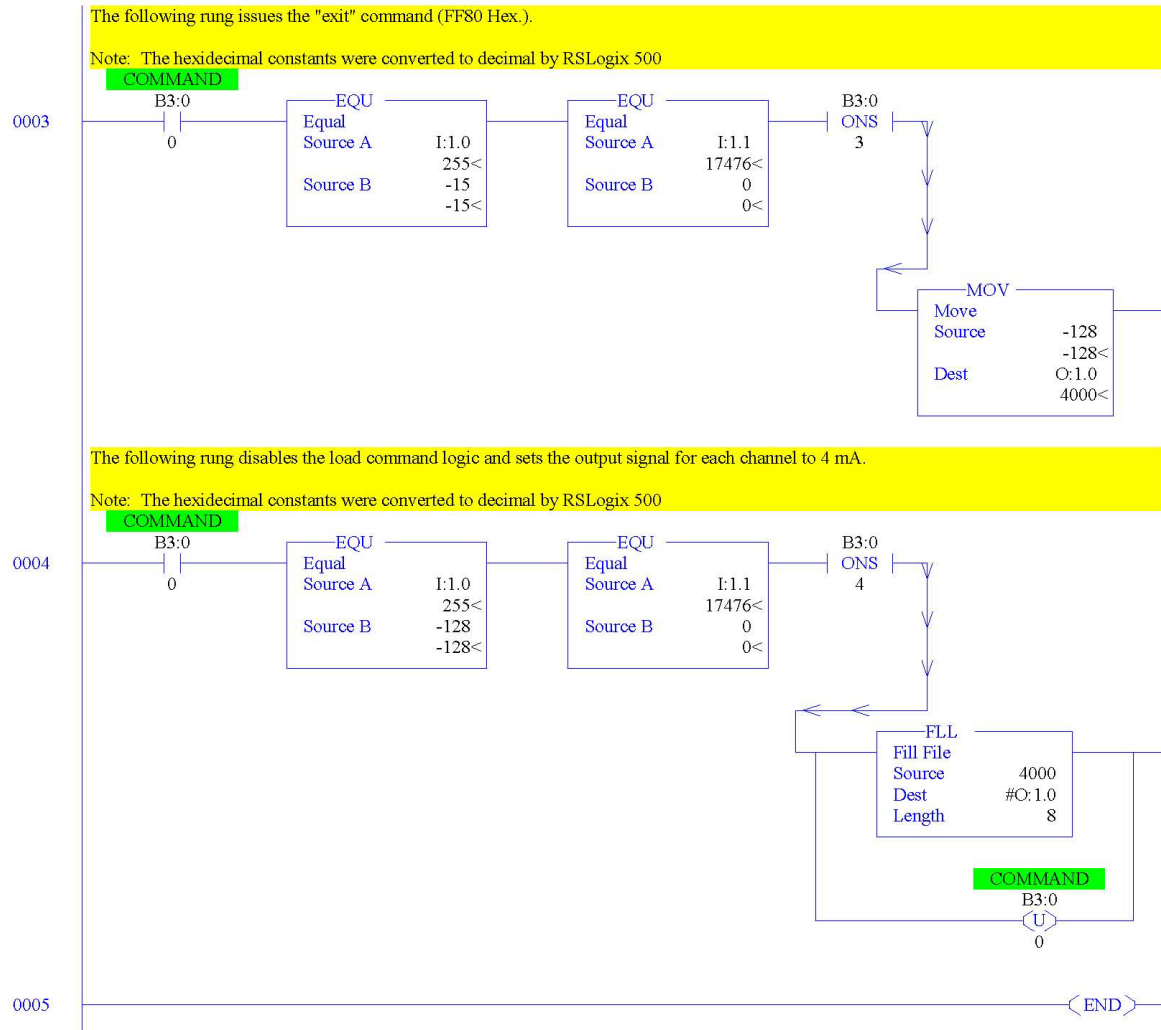 The following rung issues the "exit" command (FF80 Hex.).
Note: The hexidecimal constants were converted to decimal by RSLogix 500
COMMAND
B3:0
0003
0
EQU
Equal
Source A I:1.0
255<
Source B -15
-15<
EQU
Equal
Source A I:1.1
17476<
Source B 0
0<
B3:0
ONS
3
MOV
Move
Source -128
-128<
Dest O:1.0
4000<
The following rung disables the load command logic and sets the output signal for each channel to 4 mA.
Note: The hexidecimal constants were converted to decimal by RSLogix 500
COMMAND
B3:0
0004
0
EQU
Equal
Source A I:1.0
255<
Source B -128
-128<
EQU
Equal
Source A I:1.1
17476<
Source B 0
0<
B3:0
ONS
4
FLL
Fill File
Source 4000
Dest #O:1.0
Length 8
COMMAND
B3:0
U
0
0005
END